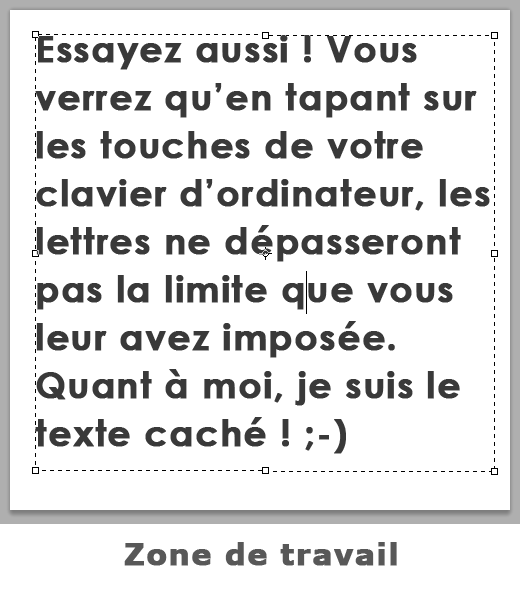 Essayez aussi ! Vous
verrez qu’en tapant sur
les touches de votre
clavier d’ordinateur, les
lettres ne dépasseront
pas la limite que vous
leur avez imposée.
Quant à moi, je suis le
texte caché ! ;-)
Zone de travail